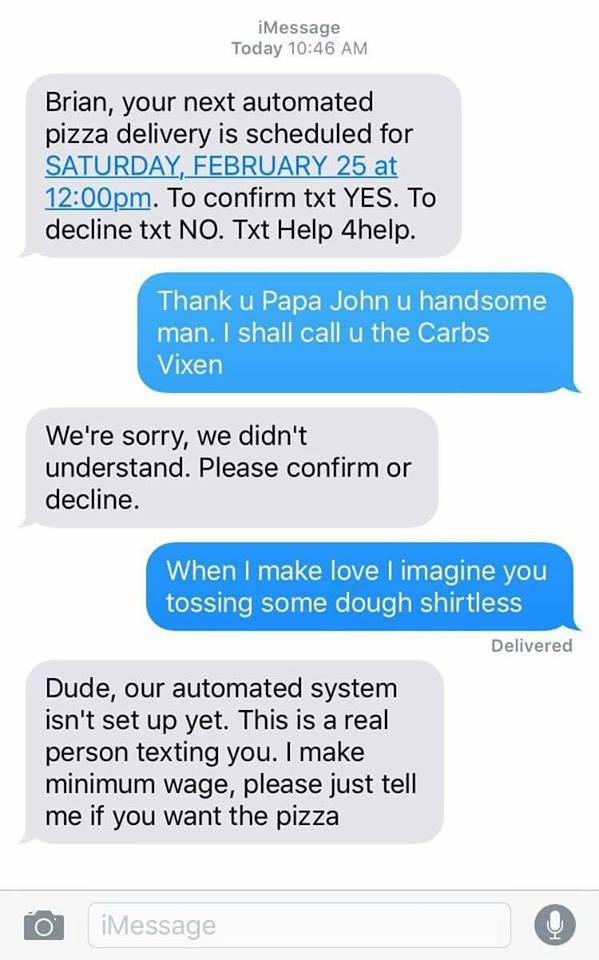 iMessage
Today 10:46 AM
Brian, your next automated
pizza delivery is scheduled for
SATURDAY, FEBRUARY 25 at
12:00pm. To confirm txt YES. To
decline txt NO. Txt Help 4help.
Thank u Papa John u handsome
man. I shall call u the Carbs
Vixen
We're sorry, we didn't
understand. Please confirm or
decline.
When I make love I imagine you
tossing some dough shirtless
Delivered
Dude, our automated system
isn't set up yet. This is a real
person texting you. I make
minimum wage, please just tell
me if you want the pizza
iMessage